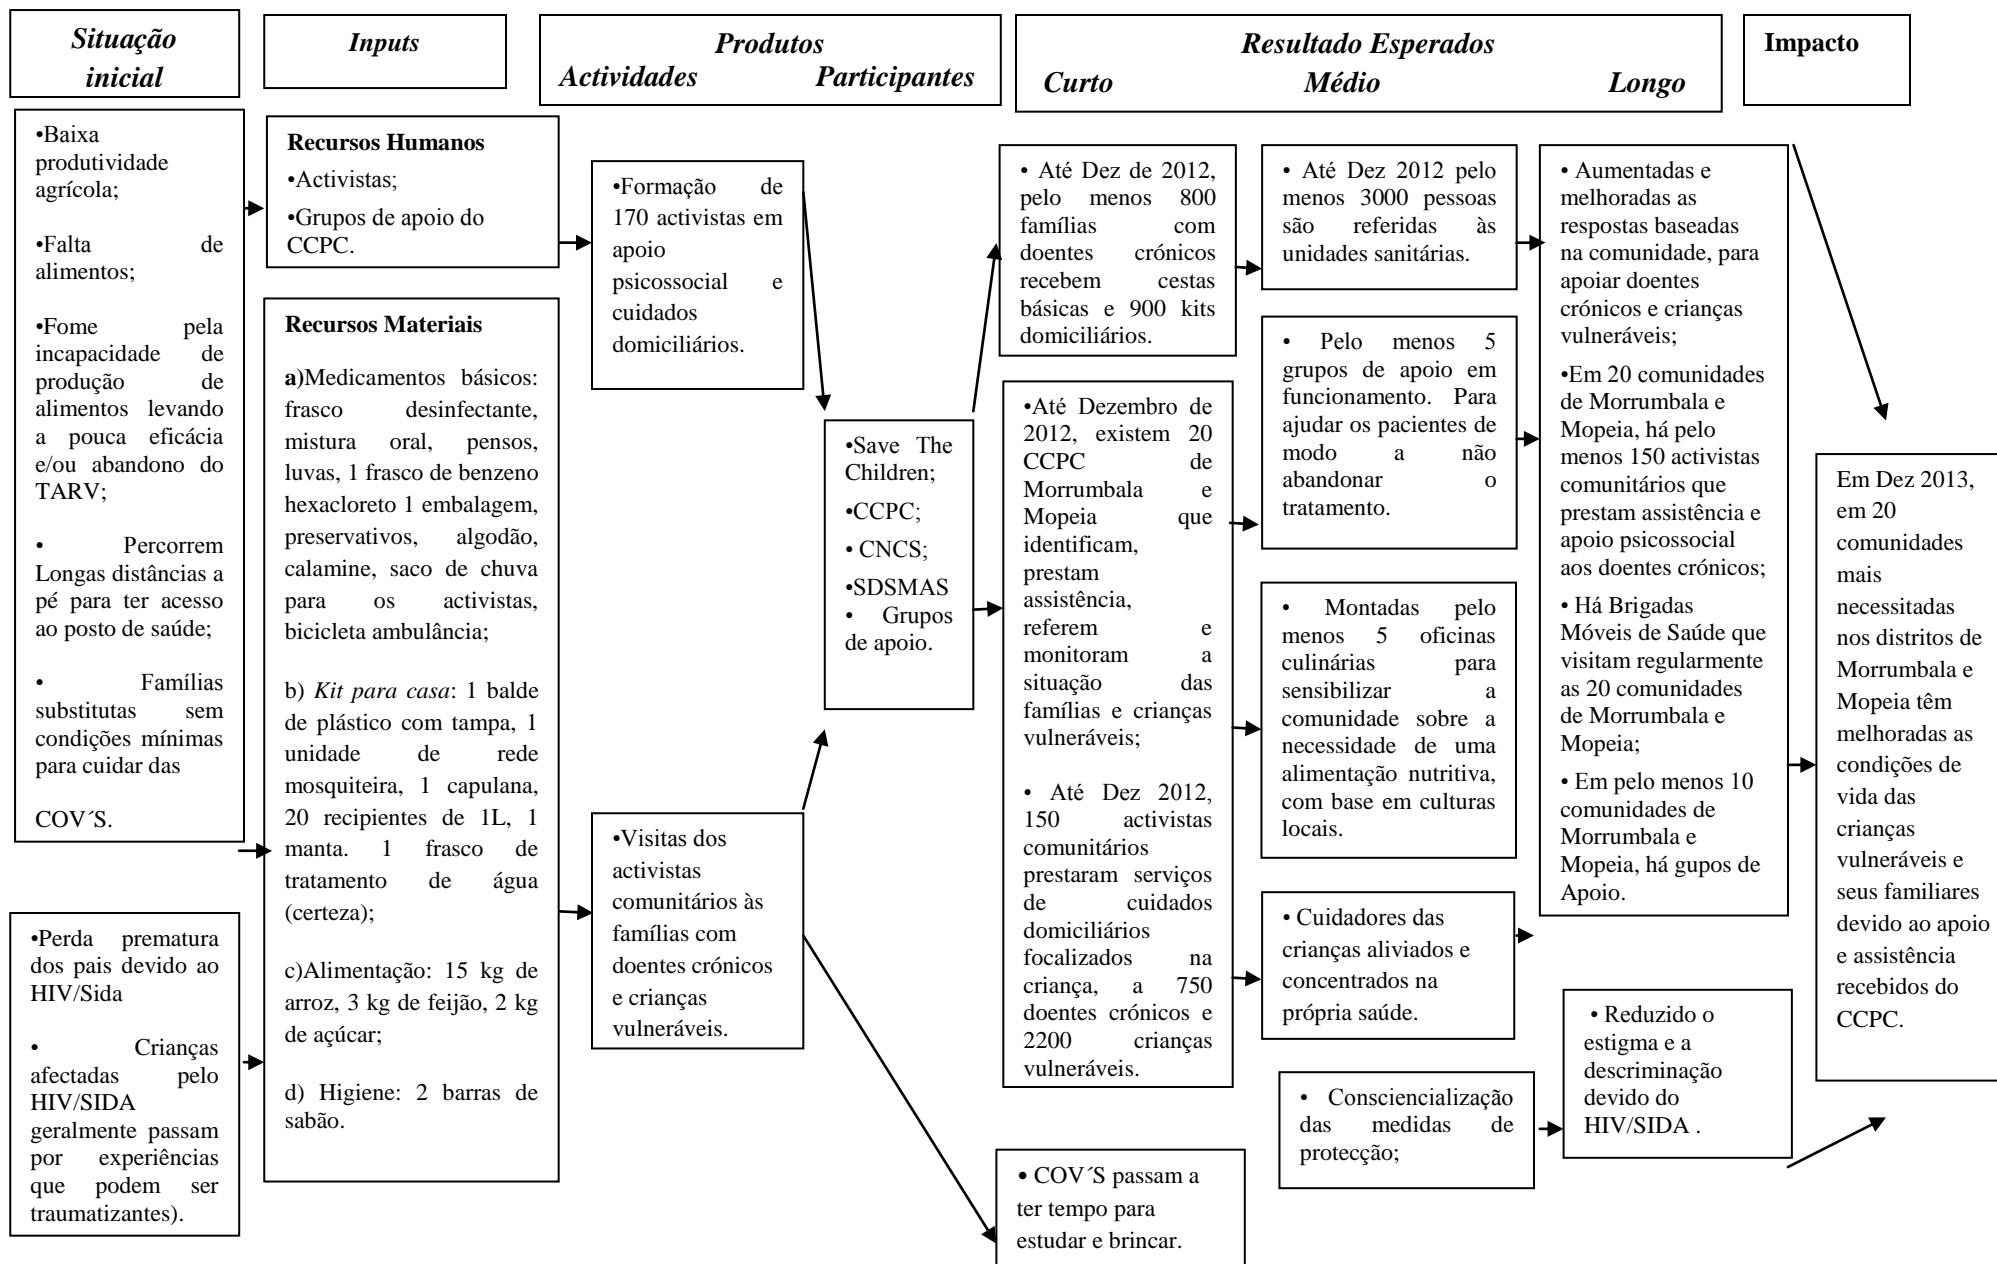 Situação
inicial
Inputs
Produtos
Actividades Participantes
Resultado Esperados
Curto Médio Longo
Impacto
•Baixa
produtividade
agrícola;
•Falta de
alimentos;
•Fome pela
incapacidade de
produção de
alimentos levando
a pouca eficácia
e/ou abandono do
TARV;
• Percorrem
Longas distâncias a
pé para ter acesso
ao posto de saúde;
• Famílias
substitutas sem
condições mínimas
para cuidar das
COV´S.
•Perda prematura
dos pais devido ao
HIV/Sida
• Crianças
afectadas pelo
HIV/SIDA
geralmente passam
por experiências
que podem ser
traumatizantes).
Recursos Humanos
•Activistas;
•Grupos de apoio do
CCPC.
Recursos Materiais
a)Medicamentos básicos:
frasco desinfectante,
mistura oral, pensos,
luvas, 1 frasco de benzeno
hexacloreto 1 embalagem,
preservativos, algodão,
calamine, saco de chuva
para os activistas,
bicicleta ambulância;
b) Kit para casa: 1 balde
de plástico com tampa, 1
unidade de rede
mosquiteira, 1 capulana,
20 recipientes de 1L, 1
manta. 1 frasco de
tratamento de água
(certeza);
c)Alimentação: 15 kg de
arroz, 3 kg de feijão, 2 kg
de açúcar;
d) Higiene: 2 barras de
sabão.
•Formação de
170 activistas em
apoio
psicossocial e
cuidados
domiciliários.
•Visitas dos
activistas
comunitários às
famílias com
doentes crónicos
e crianças
vulneráveis.
•Save The
Children;
•CCPC;
• CNCS;
•SDSMAS
• Grupos
de apoio.
• Até Dez de 2012,
pelo menos 800
famílias com
doentes crónicos
recebem cestas
básicas e 900 kits
domiciliários.
•Até Dezembro de
2012, existem 20
CCPC de
Morrumbala e
Mopeia que
identificam,
prestam
assistência,
referem e
monitoram a
situação das
famílias e crianças
vulneráveis;
• Até Dez 2012,
150 activistas
comunitários
prestaram serviços
de cuidados
domiciliários
focalizados na
criança, a 750
doentes crónicos e
2200 crianças
vulneráveis.
• COV´S passam a
ter tempo para
estudar e brincar.
• Até Dez 2012 pelo
menos 3000 pessoas
são referidas às
unidades sanitárias.
• Pelo menos 5
grupos de apoio em
funcionamento. Para
ajudar os pacientes de
modo a não
abandonar o
tratamento.
• Montadas pelo
menos 5 oficinas
culinárias para
sensibilizar a
comunidade sobre a
necessidade de uma
alimentação nutritiva,
com base em culturas
locais.
• Cuidadores das
crianças aliviados e
concentrados na
própria saúde.
• Consciencialização
das medidas de
protecção;
• Aumentadas e
melhoradas as
respostas baseadas
na comunidade, para
apoiar doentes
crónicos e crianças
vulneráveis;
•Em 20 comunidades
de Morrumbala e
Mopeia, há pelo
menos 150 activistas
comunitários que
prestam assistência e
apoio psicossocial
aos doentes crónicos;
• Há Brigadas
Móveis de Saúde que
visitam regularmente
as 20 comunidades
de Morrumbala e
Mopeia;
• Em pelo menos 10
comunidades de
Morrumbala e
Mopeia, há gupos de
Apoio.
• Reduzido o
estigma e a
descriminação
devido do
HIV/SIDA .
Em Dez 2013,
em 20
comunidades
mais
necessitadas
nos distritos de
Morrumbala e
Mopeia têm
melhoradas as
condições de
vida das
crianças
vulneráveis e
seus familiares
devido ao apoio
e assistência
recebidos do
CCPC.